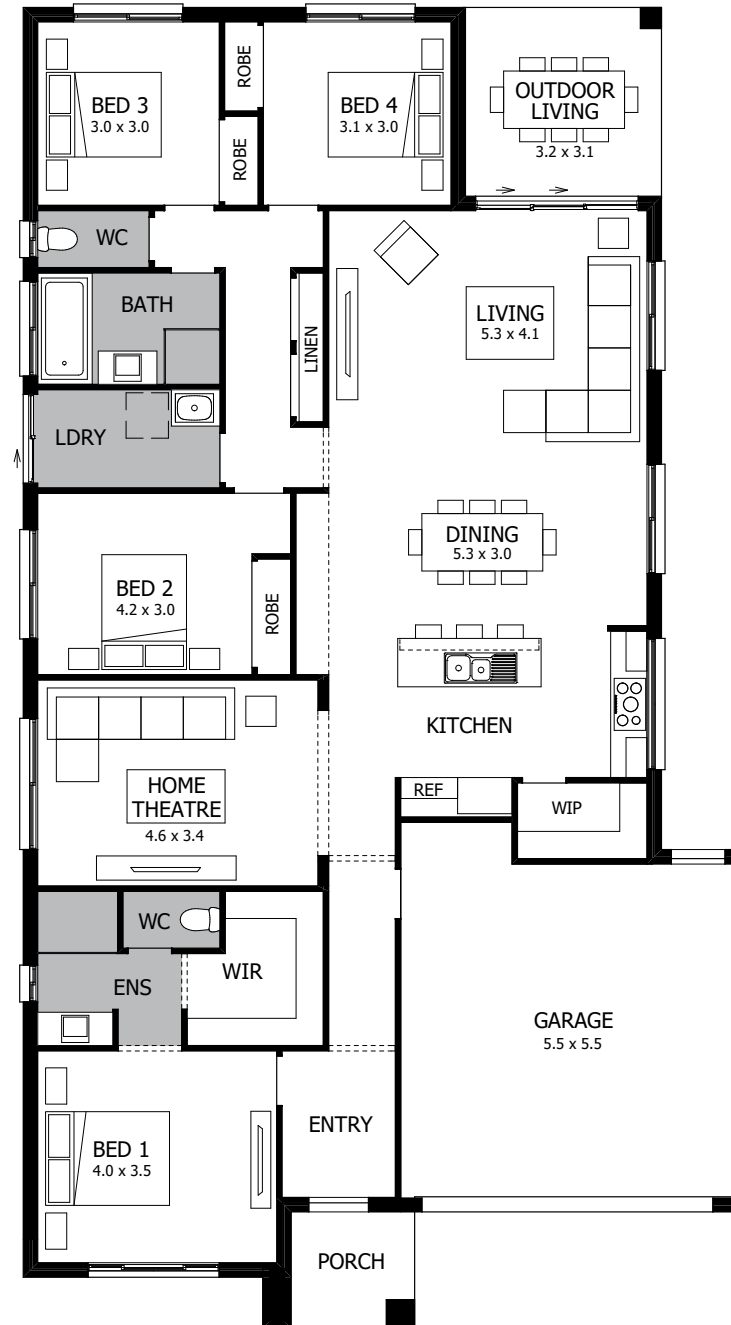 BED 3
3.0 x 3.0
ROBE
ROBE
BED 4
3.1 x 3.0
OUTDOOR
LIVING
3.2 x 3.1
WC
BATH
LINEN
LIVING
5.3 x 4.1
LDRY
BED 2
4.2 x 3.0
ROBE
DINING
5.3 x 3.0
KITCHEN
HOME
THEATRE
4.6 x 3.4
REF
WIP
WC
ENS
WIR
GARAGE
5.5 x 5.5
BED 1
4.0 x 3.5
ENTRY
PORCH